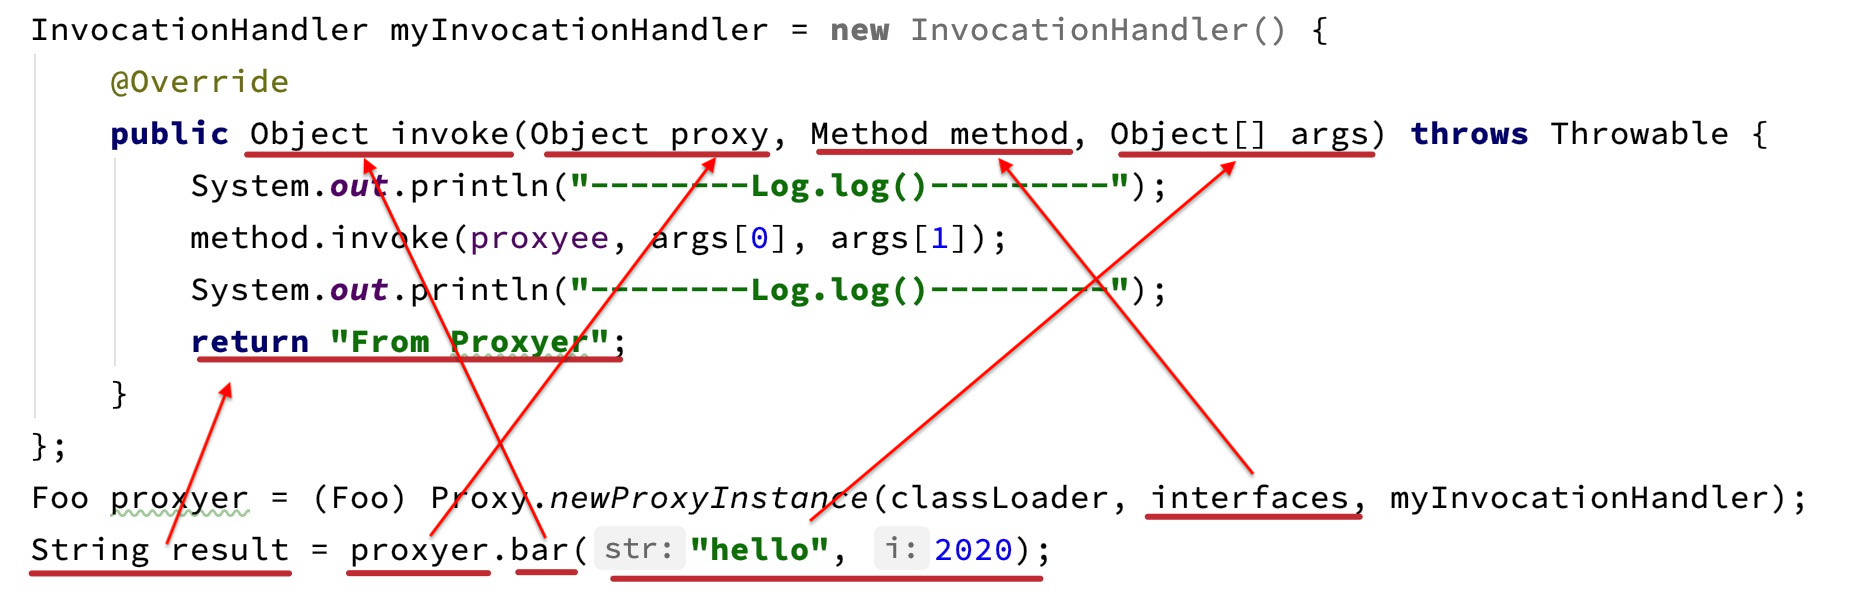 InvocationHandler myInvocationHandler = new InvocationHandler() {
@Override
public Object invoke(Object proxy, Method method, Object[] args) throws Throwable {
System.out.println("--------Log.log()---------");
method.invoke(proxyee, args[0], args[1]);
System.out.println("--------Log.log()---------");
return "From Proxyer";
}
};
Foo proxyer = (Foo) Proxy.newProxyInstance(classLoader, interfaces, myInvocationHandler);
String result = proxyer.bar( str: "hello", i: 2020);